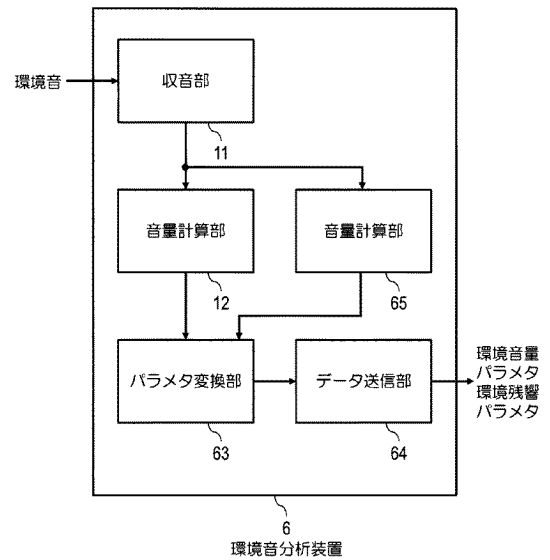 環境音
収音部
11
音量計算部
12
音量計算部
65
パラメタ変換部
63
データ送信部
64
環境音量
パラメタ
環境残響
パラメタ
6
環境音分析装置